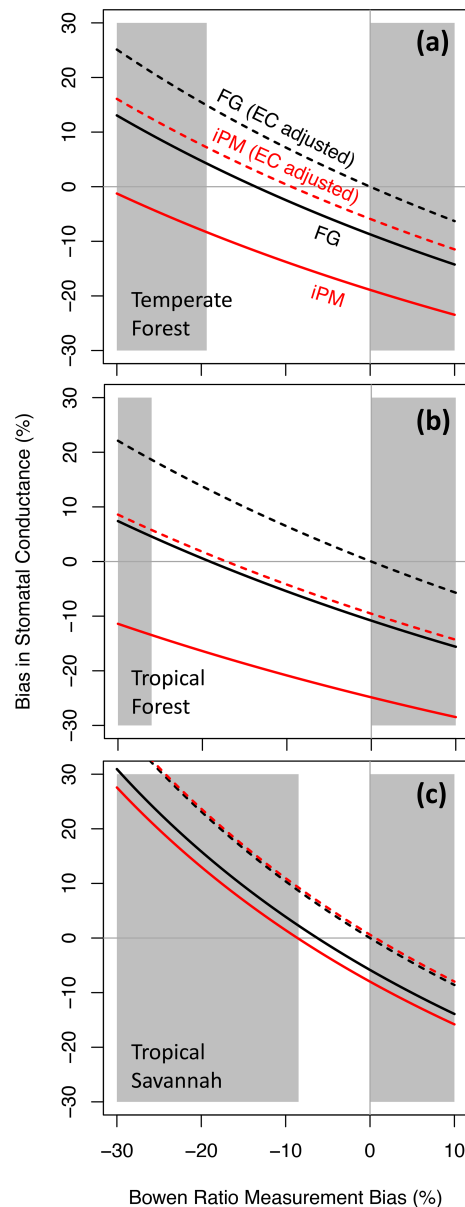 (a)
30
20
10
0
−10
−20
−30
FG (EC adjusted)
iPM (EC adjusted)
FG
iPM
Temperate
Forest
(b)
30
20
10
0
−10
−20
−30
Tropical
Forest
Bias in Stomatal Conductance (%)
(c)
30
20
10
0
−10
−20
−30
Tropical
Savannah
−30 −20 −10 0 10
Bowen Ratio Measurement Bias (%)